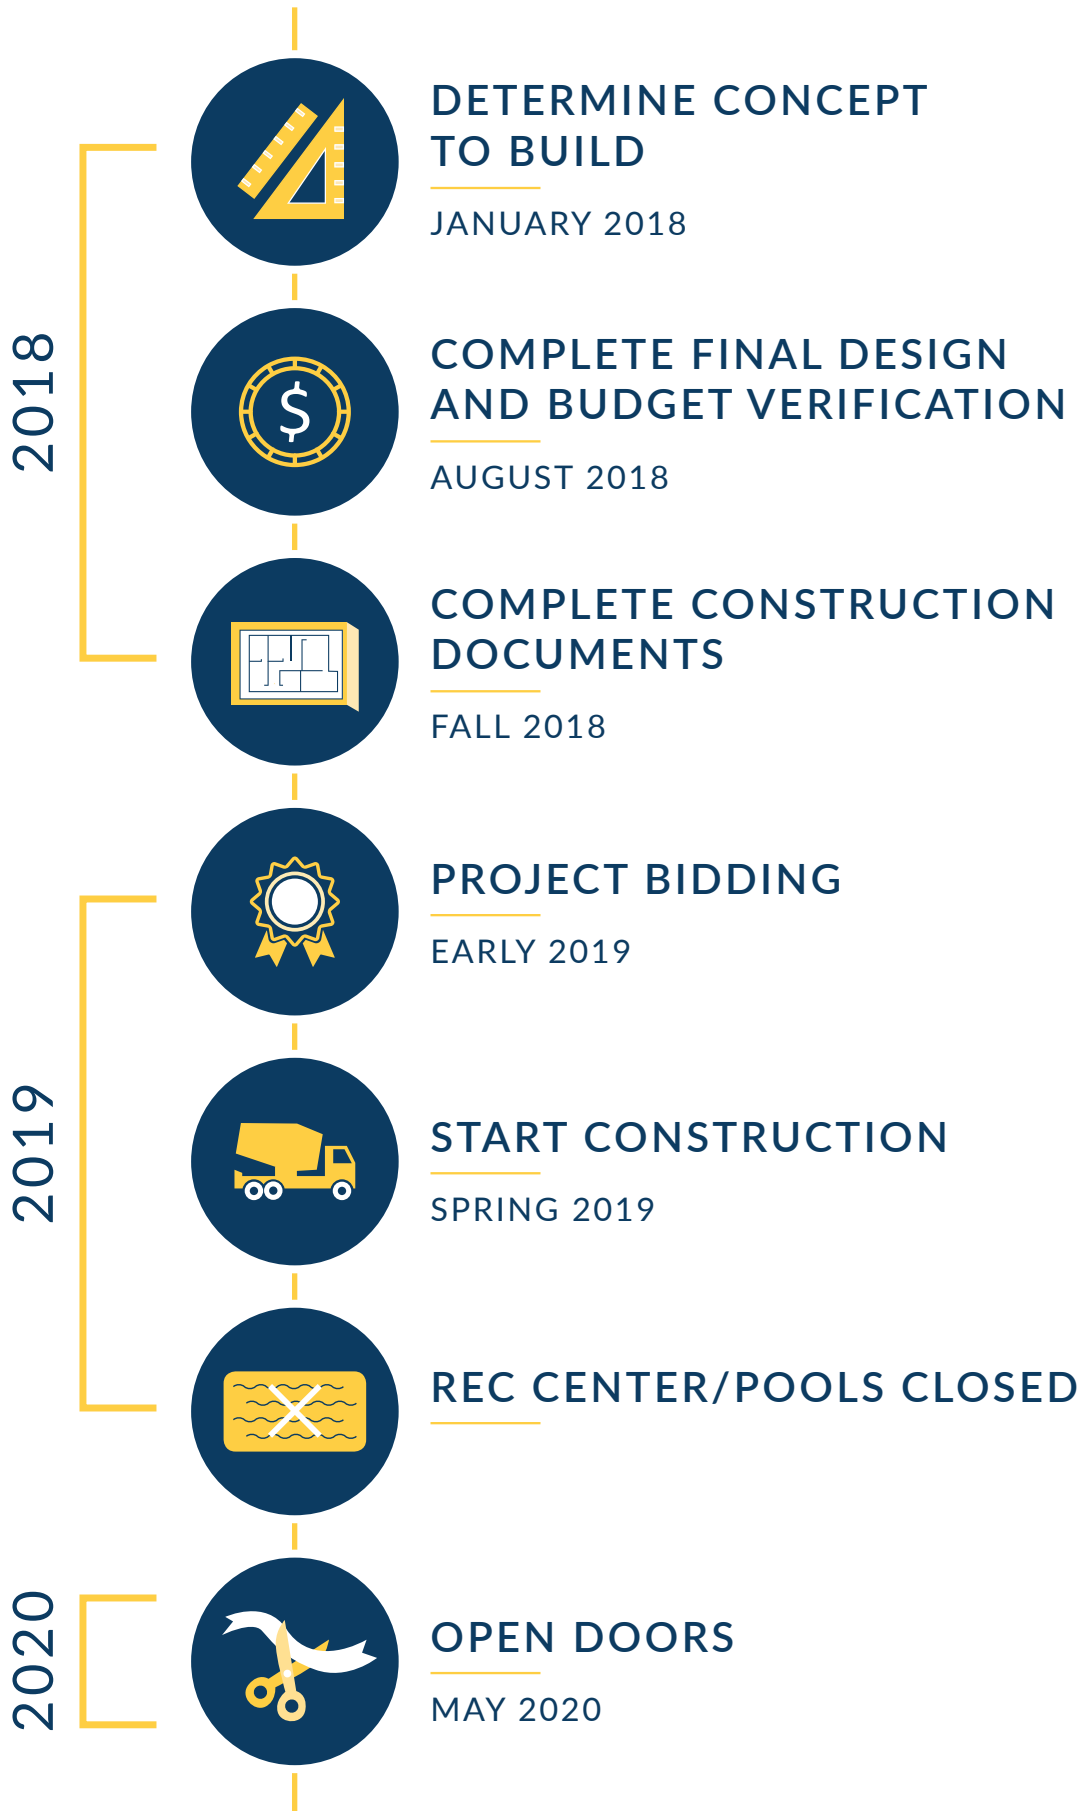 2018
DETERMINE CONCEPT
TO BUILD
JANUARY 2018
$
COMPLETE FINAL DESIGN
AND BUDGET VERIFICATION
AUGUST 2018
COMPLETE CONSTRUCTION
DOCUMENTS
FALL 2018
2019
PROJECT BIDDING
EARLY 2019
START CONSTRUCTION
SPRING 2019
REC CENTER/POOLS CLOSED
2020
OPEN DOORS
MAY 2020